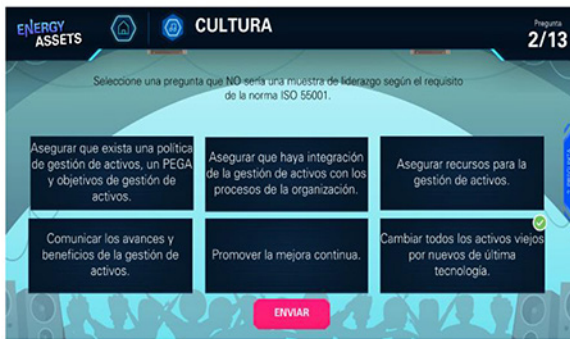 ENERGY
ASSETS
CULTURA
Pregunta
2/13
Seleccione una pregunta que NO sería una muestra de liderazgo según el requisito
de la norma ISO 55001.
Asegurar que exista una política
de gestión de activos, un PEGA
y objetivos de gestión de
activos.
Asegurar que haya integración
de la gestión de activos con los
procesos de la organización.
Asegurar recursos para la
gestión de activos.
Comunicar los avances y
beneficios de la gestión de
activos.
Promover la mejora continua.
Cambiar todos los activos viejos
por nuevos de última
tecnología.
ENVIAR